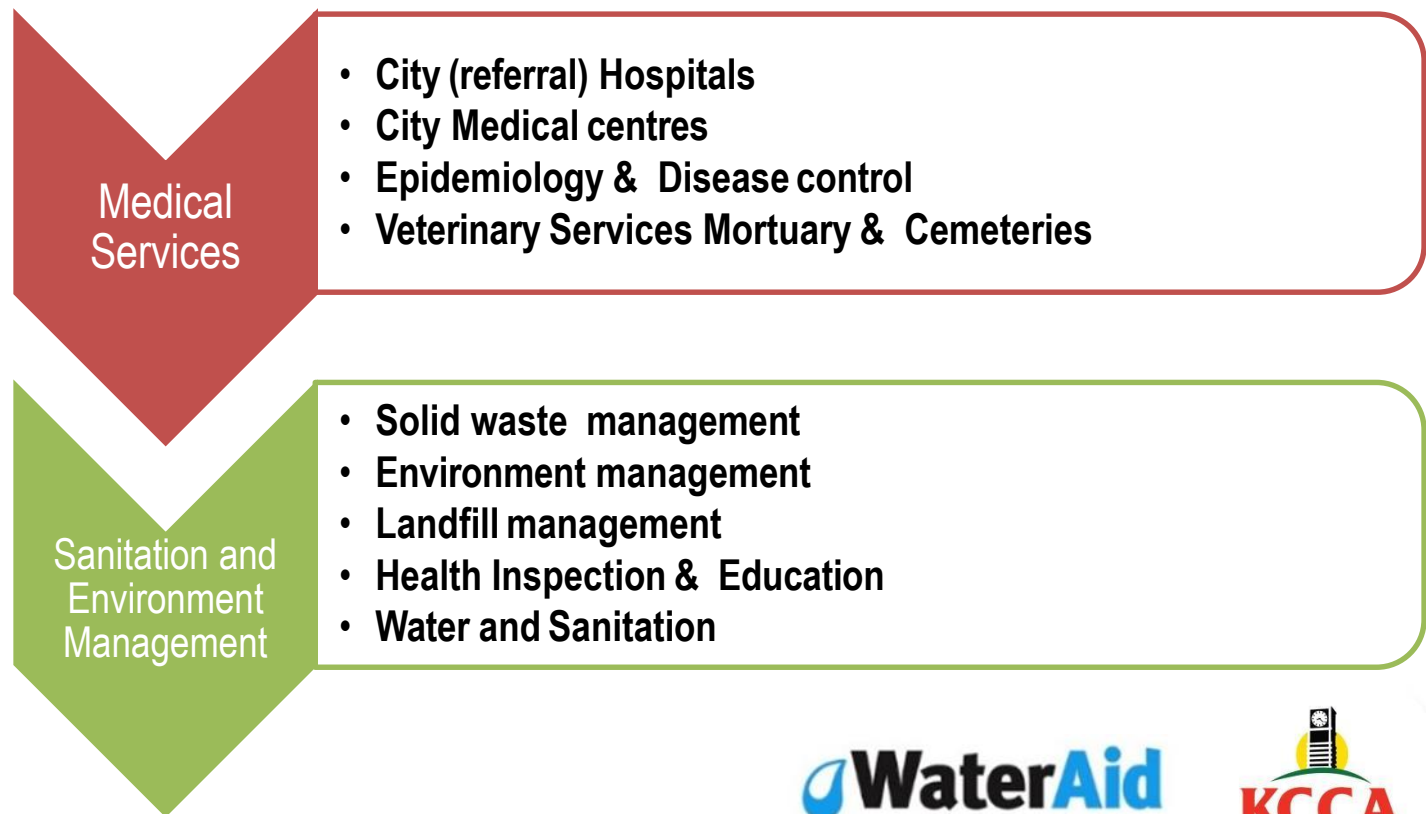 Medical
Services
• City (referral) Hospitals
• City Medical centres
• Epidemiology & Disease control
• Veterinary Services Mortuary & Cemeteries
Sanitation and
Environment
Management
• Solid waste management
• Environment management
• Landfill management
• Health Inspection & Education
• Water and Sanitation
WaterAid
KCCA